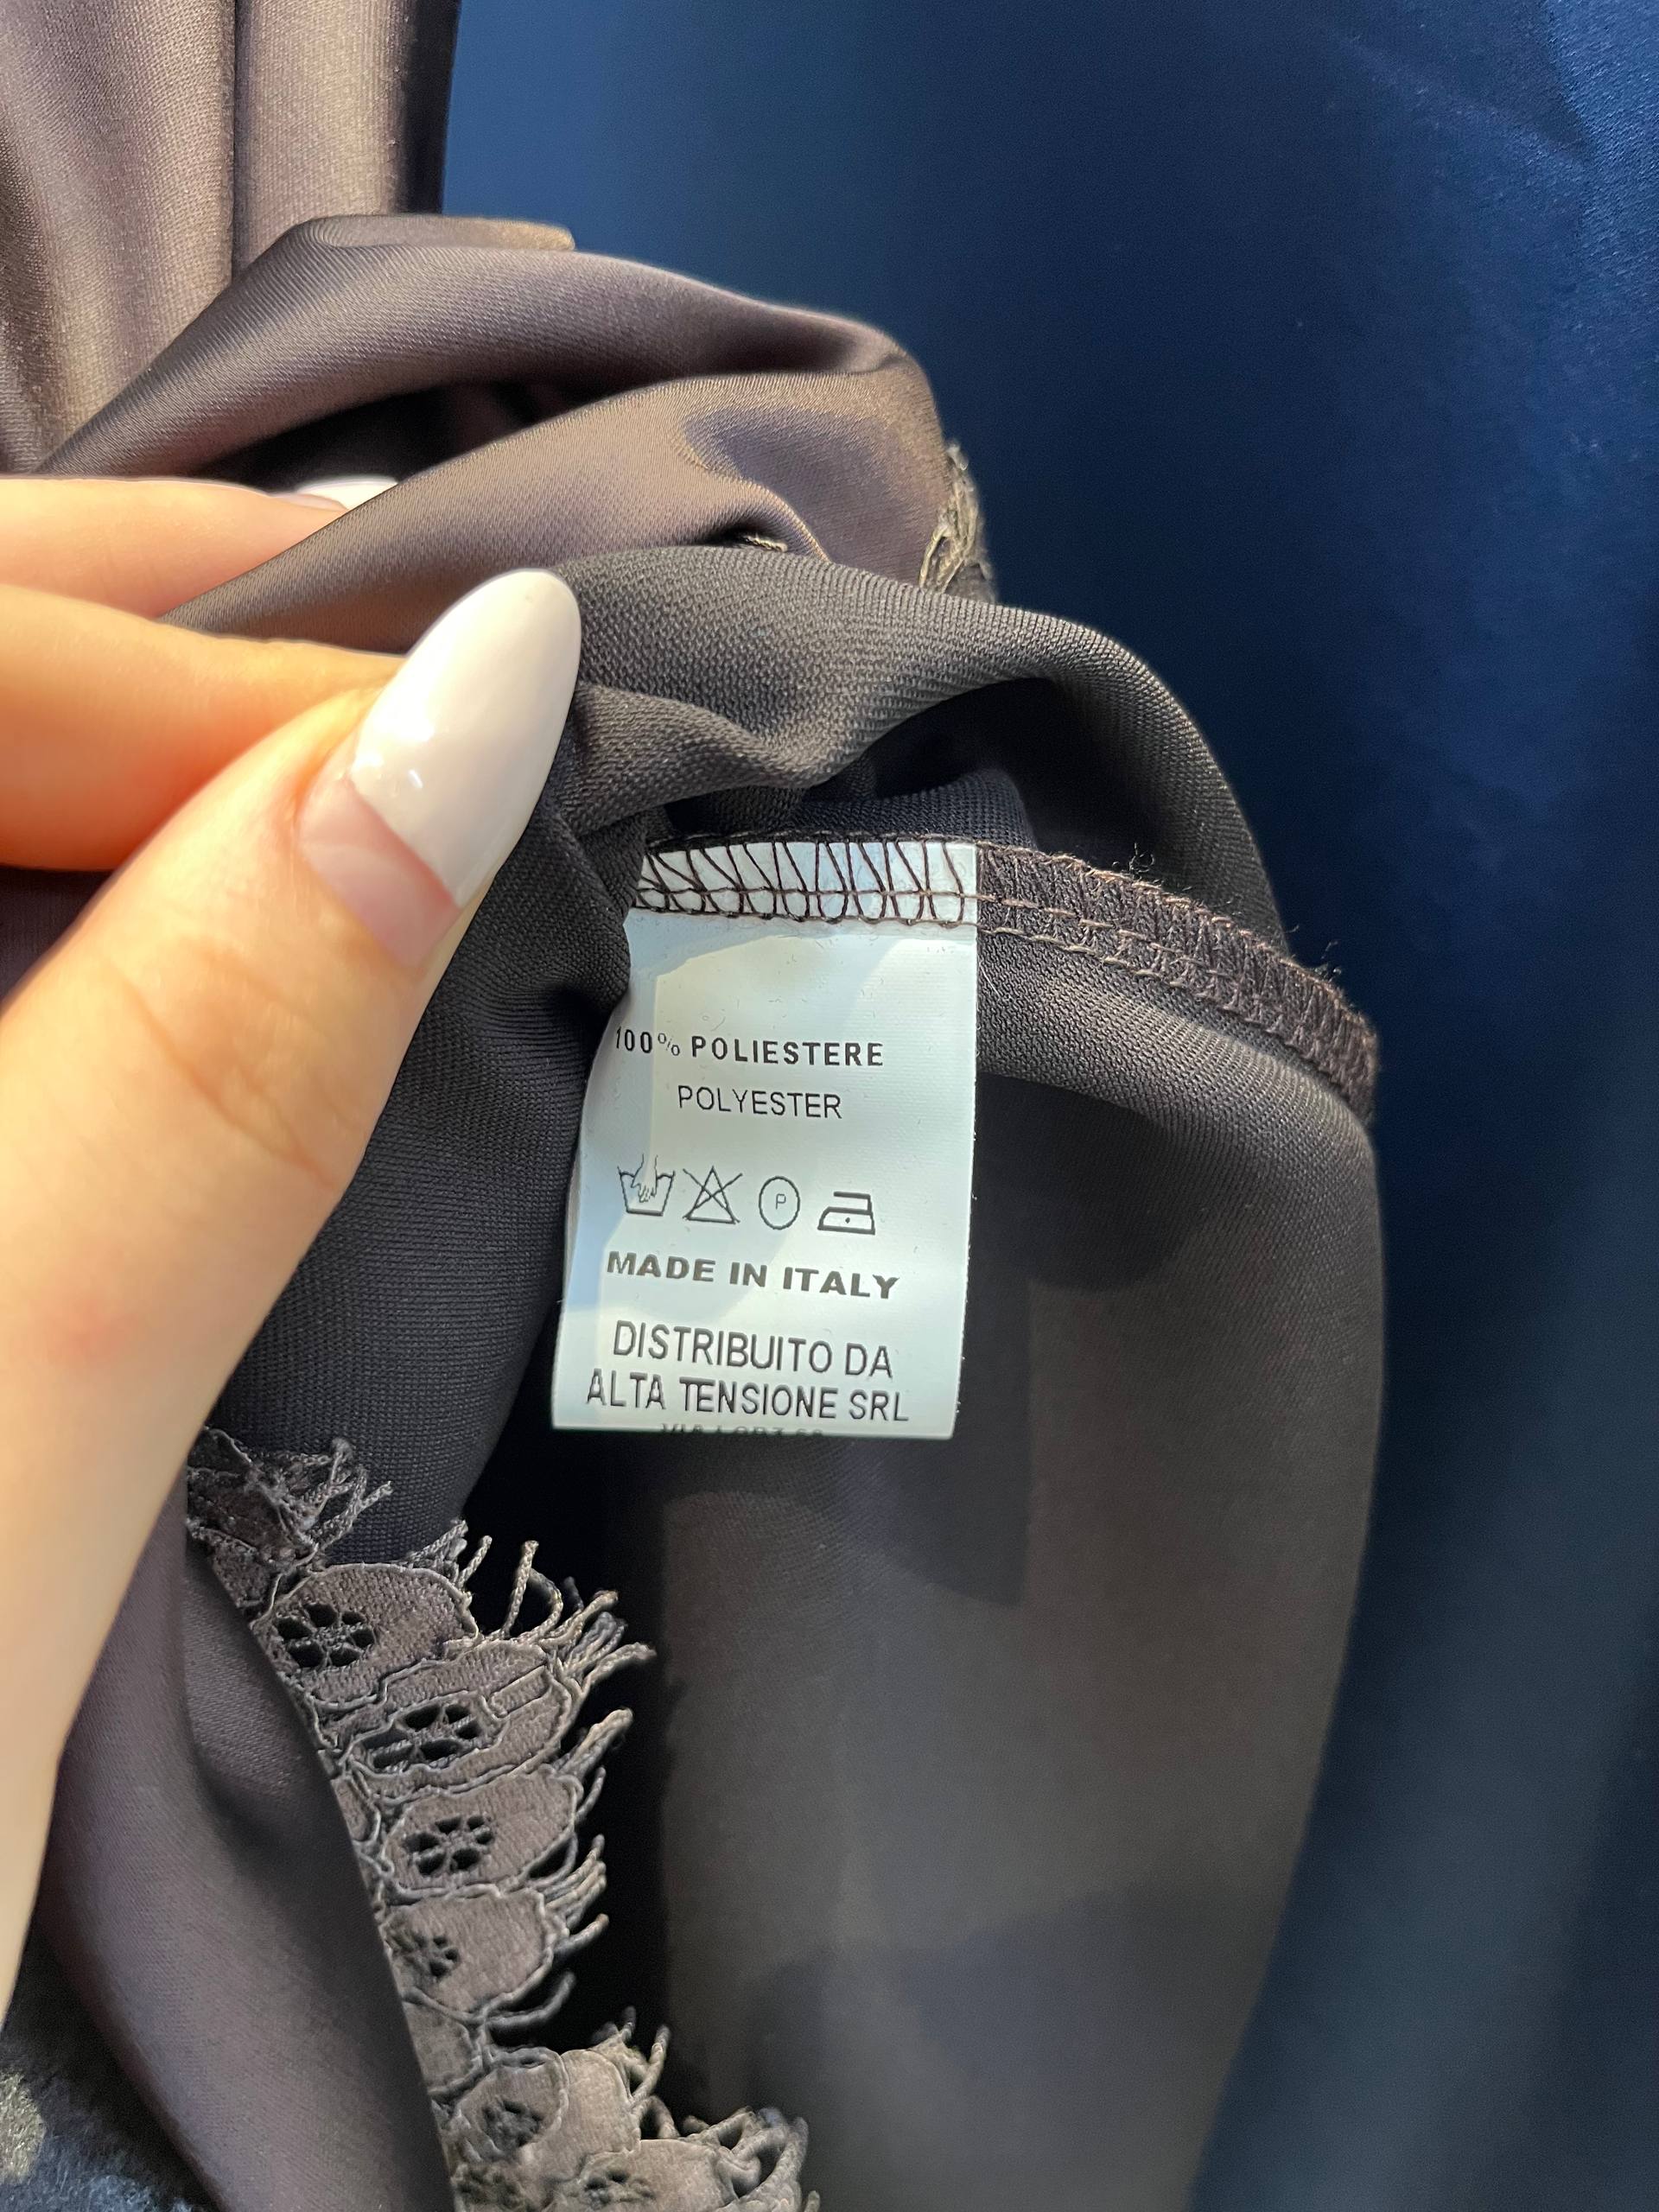 100% POLIESTERE
POLYESTER
P
MADE IN ITALY
DISTRIBUITO DA
ALTA TENSIONE SRL